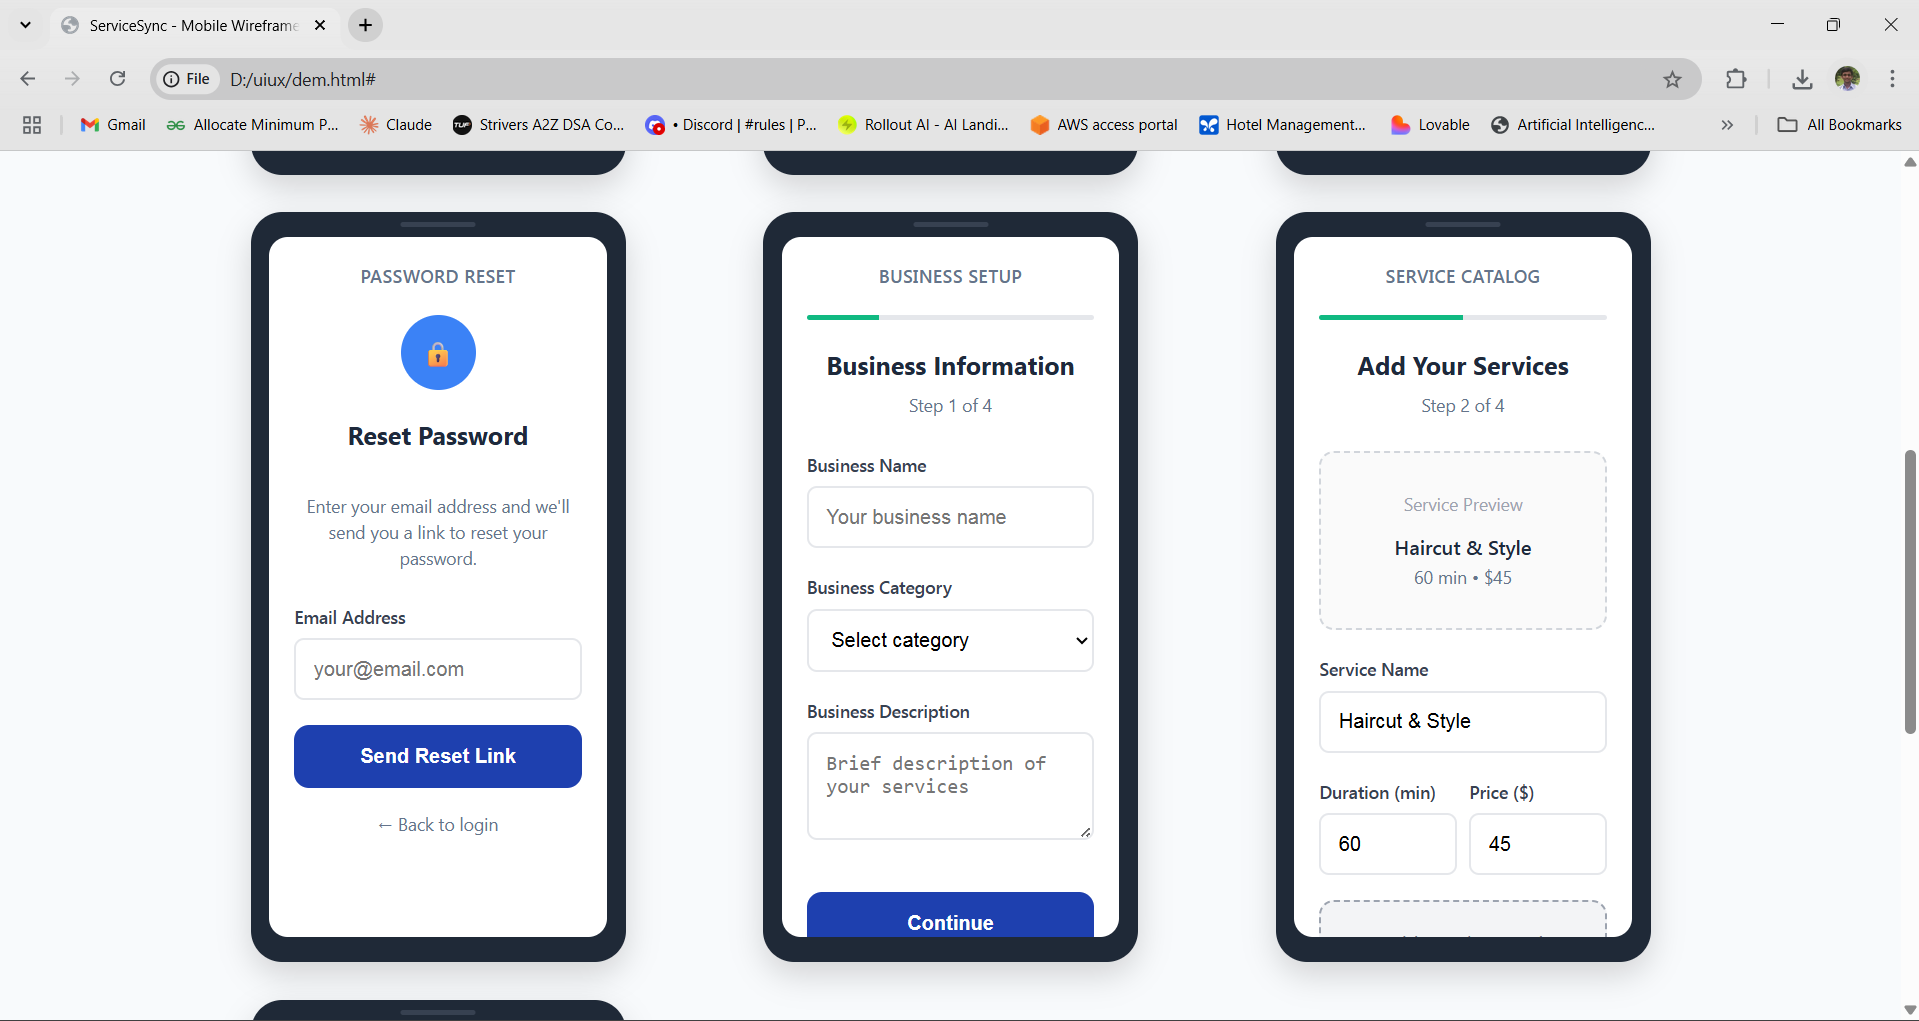 ServiceSync - Mobile Wireframe
File
D:/uiux/dem.html#
Gmail
Allocate Minimum P...
Claude
TUF
Strivers A2Z DSA Co...
• Discord | #rules | P...
Rollout AI - AI Landi...
AWS access portal
Hotel Management...
Lovable
Artificial Intelligenc...
All Bookmarks
PASSWORD RESET
Reset Password
Enter your email address and we'll
send you a link to reset your
password.
Email Address
your@email.com
Send Reset Link
← Back to login
BUSINESS SETUP
Business Information
Step 1 of 4
Business Name
Your business name
Business Category
Select category
Business Description
Brief description of
your services
Continue
SERVICE CATALOG
Add Your Services
Step 2 of 4
Service Preview
Haircut & Style
60 min • $45
Service Name
Haircut & Style
Duration (min)
Price ($)
60
45